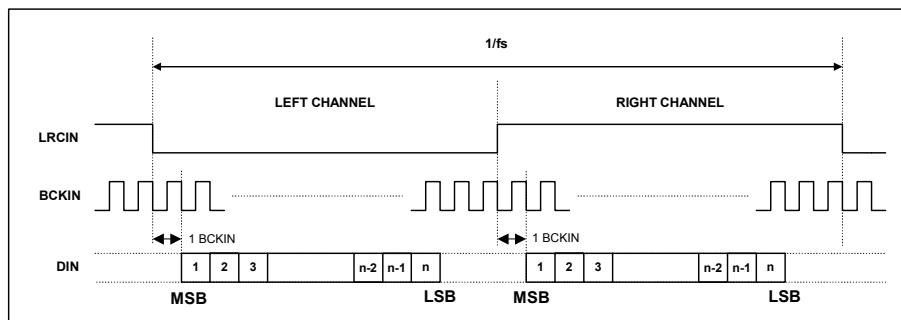 1/fs
LEFT CHANNEL RIGHT CHANNEL
LRCIN
BCKIN
1 BCKIN 1 BCKIN
DIN 1 2 3 n-2 n-1 n 1 2 3 n-2 n-1 n
MSB LSB MSB LSB